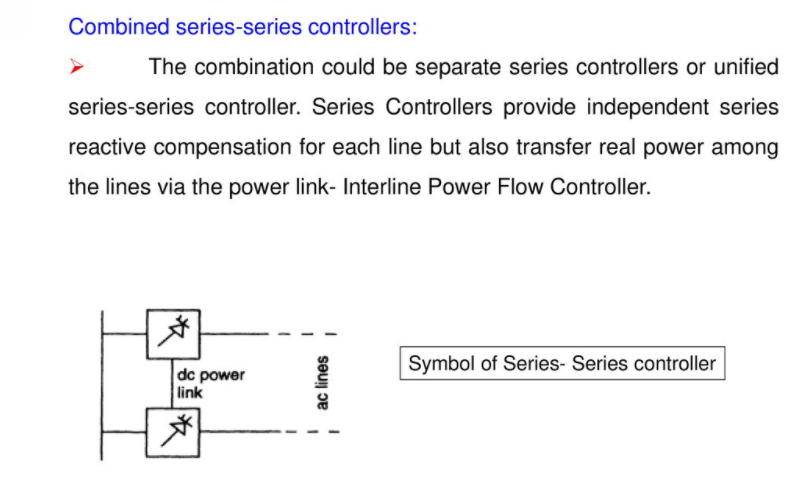 Combined series-series controllers:
➢ The combination could be separate series controllers or unified
series-series controller. Series Controllers provide independent series
reactive compensation for each line but also transfer real power among
the lines via the power link- Interline Power Flow Controller.
dc power
link
ac lines
Symbol of Series- Series controller